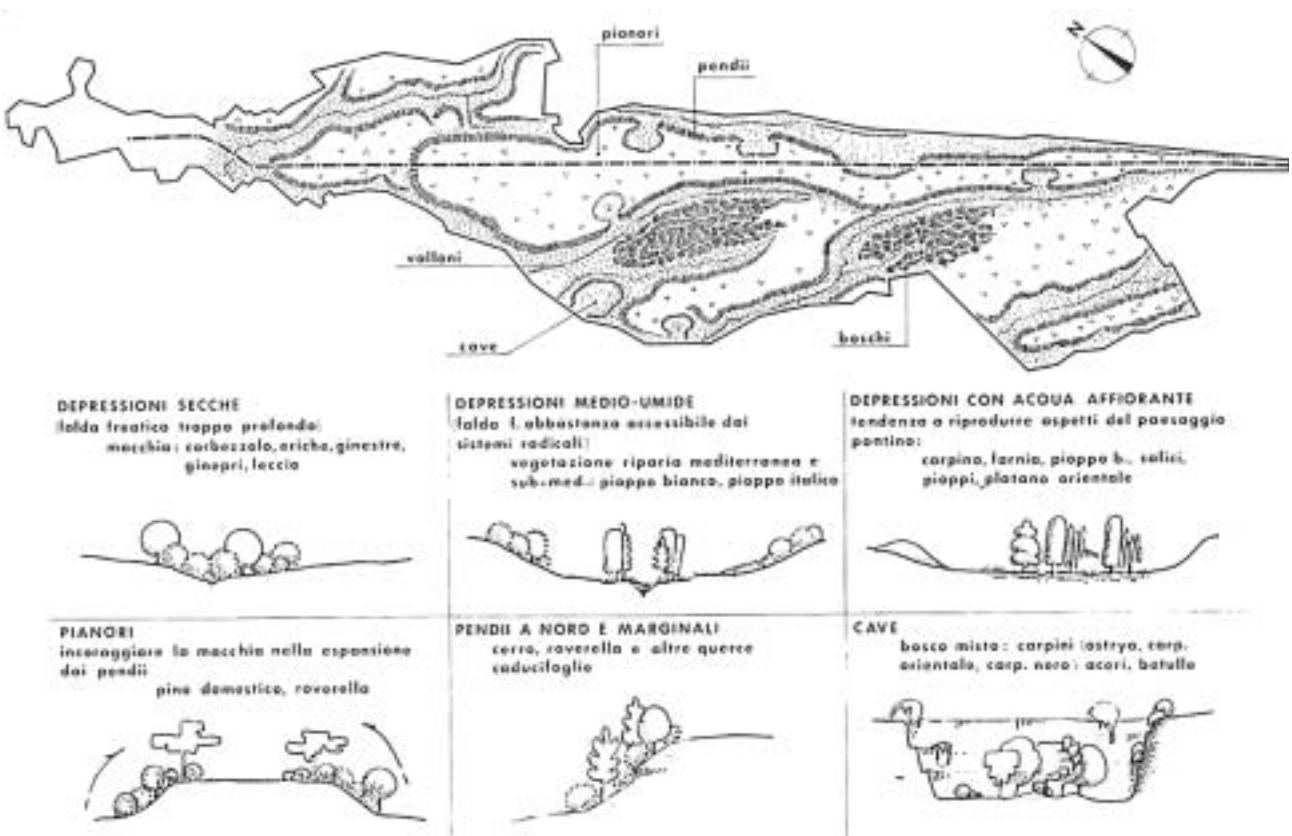 N
pianori
pendii
valloni
cave
boschi
DEPRESSIONI SECCHE
(falda freatica troppo profonda)
macchia: corbezzolo, eriche, ginestre,
ginepri, leccio
DEPRESSIONI MEDIO-UMIDE
(falda f. abbastanza accessibile dai
sistemi radicali)
vegetazione riparia mediterranea e
sub-med.: pioppo bianco, pioppo italico
DEPRESSIONI CON ACQUA AFFIORANTE
tendenza a riprodurre aspetti del paesaggio
pontino:
carpino, farnia, pioppo b., salici,
pioppi, platano orientale
PIANORI
incoraggiare la macchia nella espansione
dai pendii
pino domestico, roverella
PENDII A NORD E MARGINALI
cerro, roverella e altre querce
caducifoglie
CAVE
bosco misto: carpini (ostrya, carp.
orientale, carp. nero) aceri, betulle